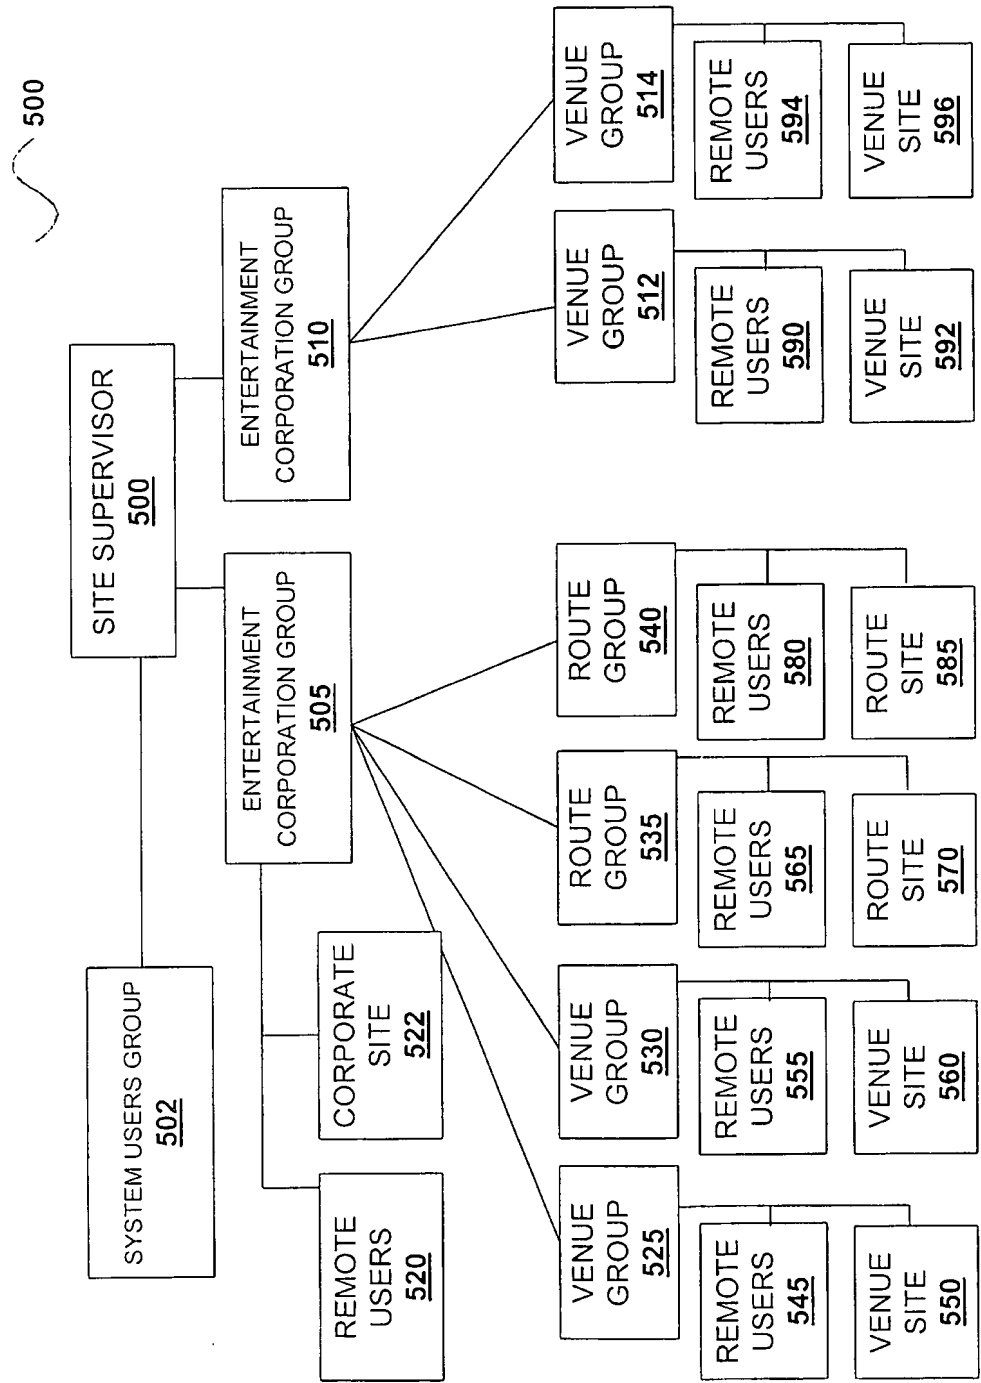 500
SITE SUPERVISOR
500
SYSTEM USERS GROUP
502
ENTERTAINMENT
CORPORATION GROUP
505
ENTERTAINMENT
CORPORATION GROUP
510
REMOTE
USERS
520
CORPORATE
SITE
522
VENUE
GROUP
525
VENUE
GROUP
530
ROUTE
GROUP
535
ROUTE
GROUP
540
VENUE
GROUP
512
VENUE
GROUP
514
REMOTE
USERS
545
REMOTE
USERS
555
REMOTE
USERS
565
REMOTE
USERS
580
REMOTE
USERS
590
REMOTE
USERS
594
VENUE
SITE
550
VENUE
SITE
560
ROUTE
SITE
570
ROUTE
SITE
585
VENUE
SITE
592
VENUE
SITE
596